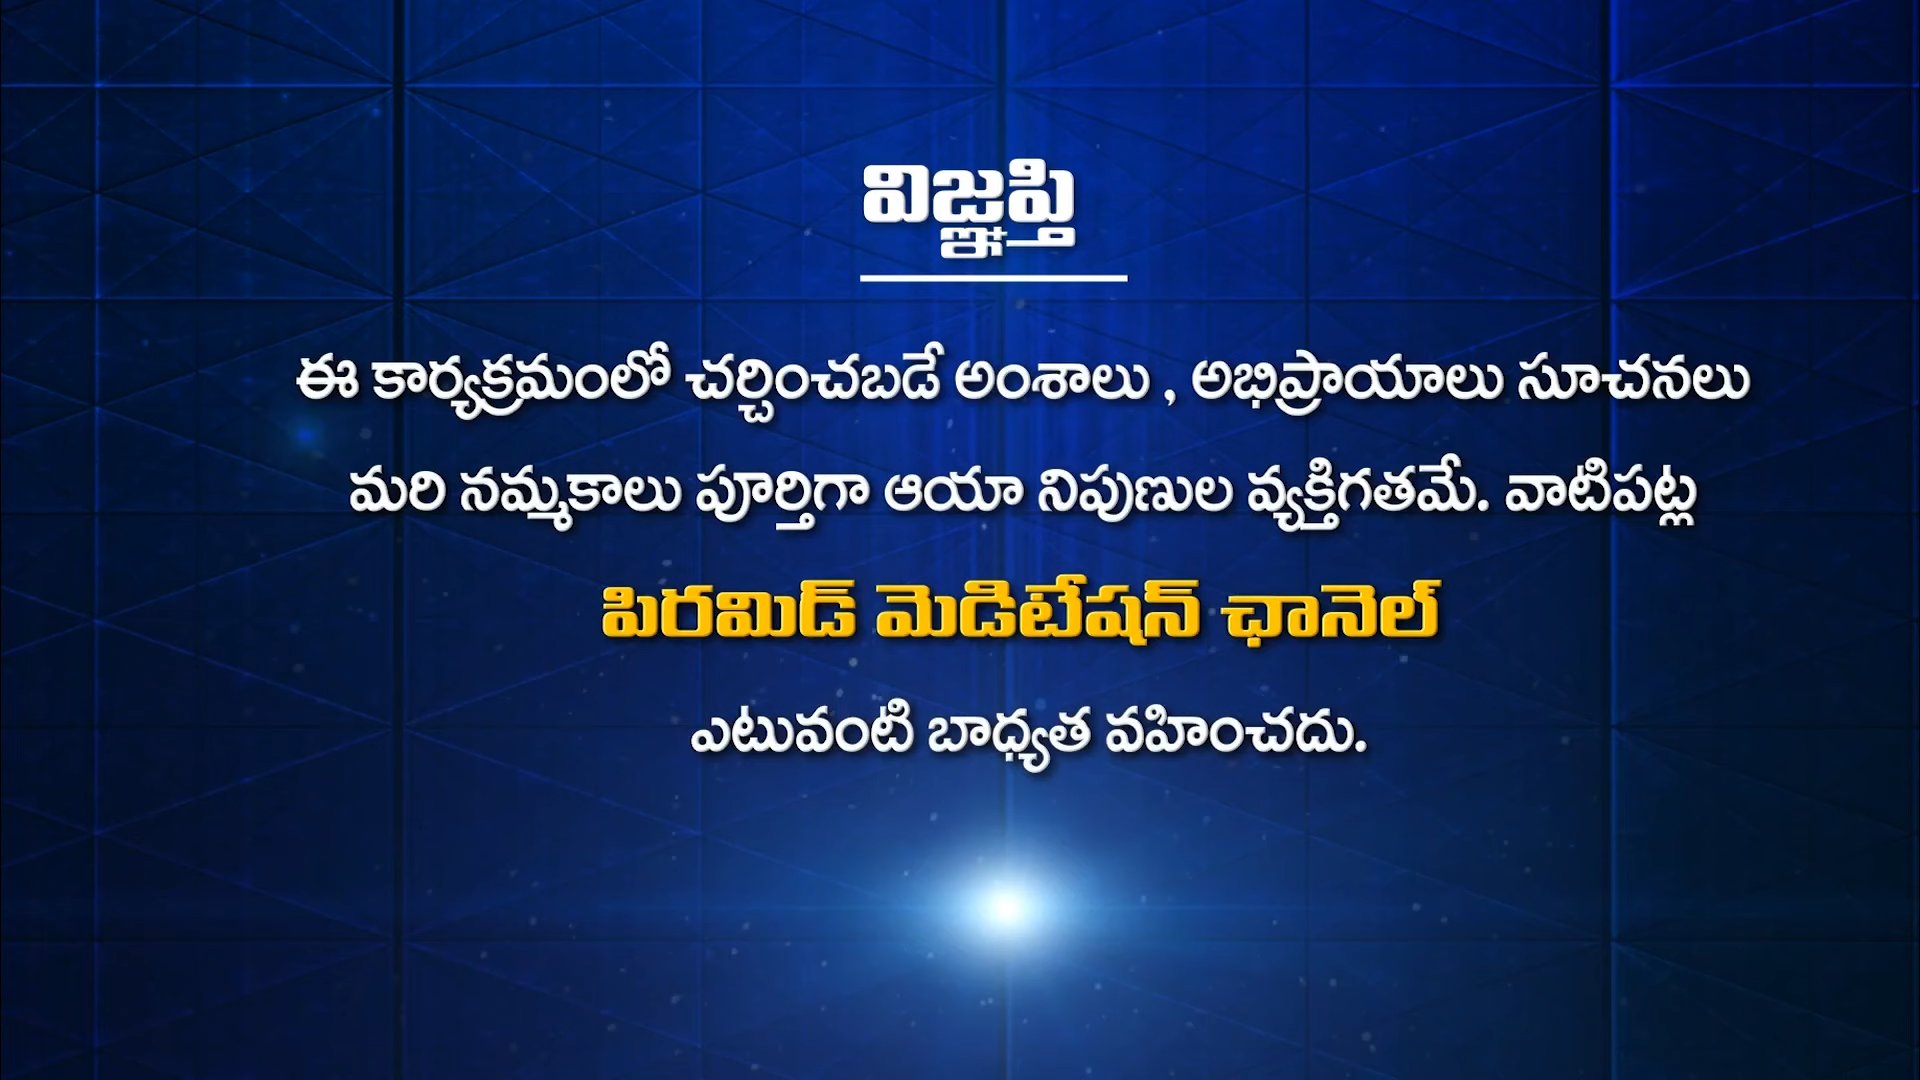 విజ్ఞప్తి
ఈ కార్యక్రమంలో చర్చించబడే అంశాలు , అభిప్రాయాలు సూచనలు
మరి నమ్మకాలు పూర్తిగా ఆయా నిపుణుల వ్యక్తిగతమే. వాటిపట్ల
పిరమిడ్ మెడిటేషన్ ఛానెల్
ఎటువంటి బాధ్యత వహించదు.